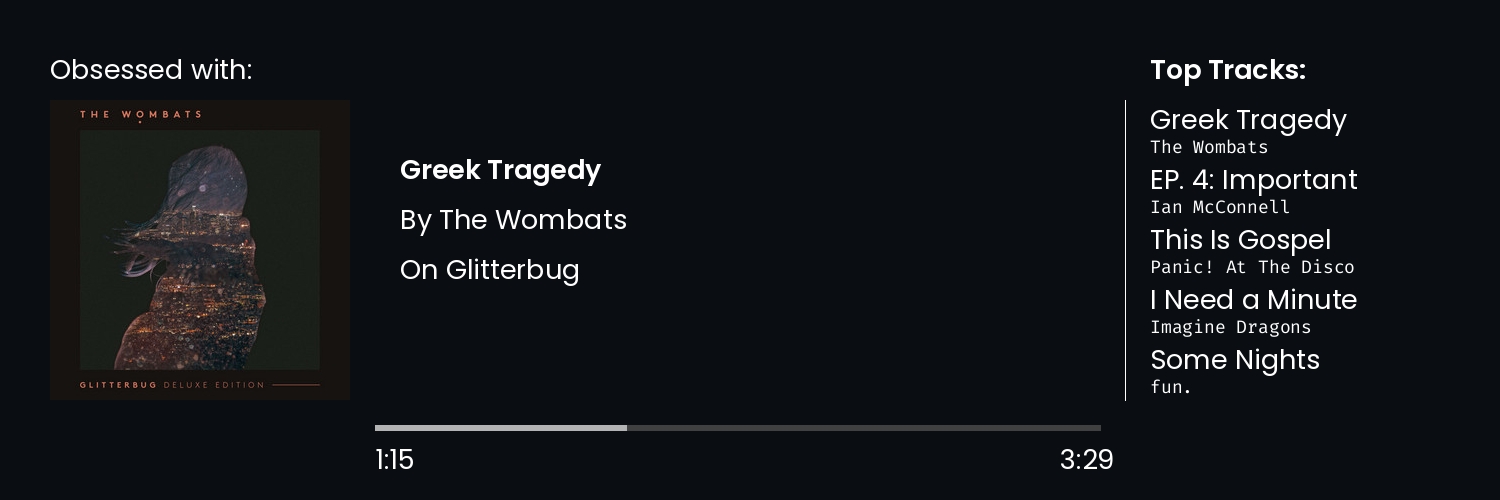 Obsessed with:
THE WOMBATS
GLITTERBUG DELUXE EDITION
Greek Tragedy
By The Wombats
On Glitterbug
1:15
3:29
Top Tracks:
Greek Tragedy
The Wombats
EP. 4: Important
Ian McConnell
This Is Gospel
Panic! At The Disco
I Need a Minute
Imagine Dragons
Some Nights
fun.